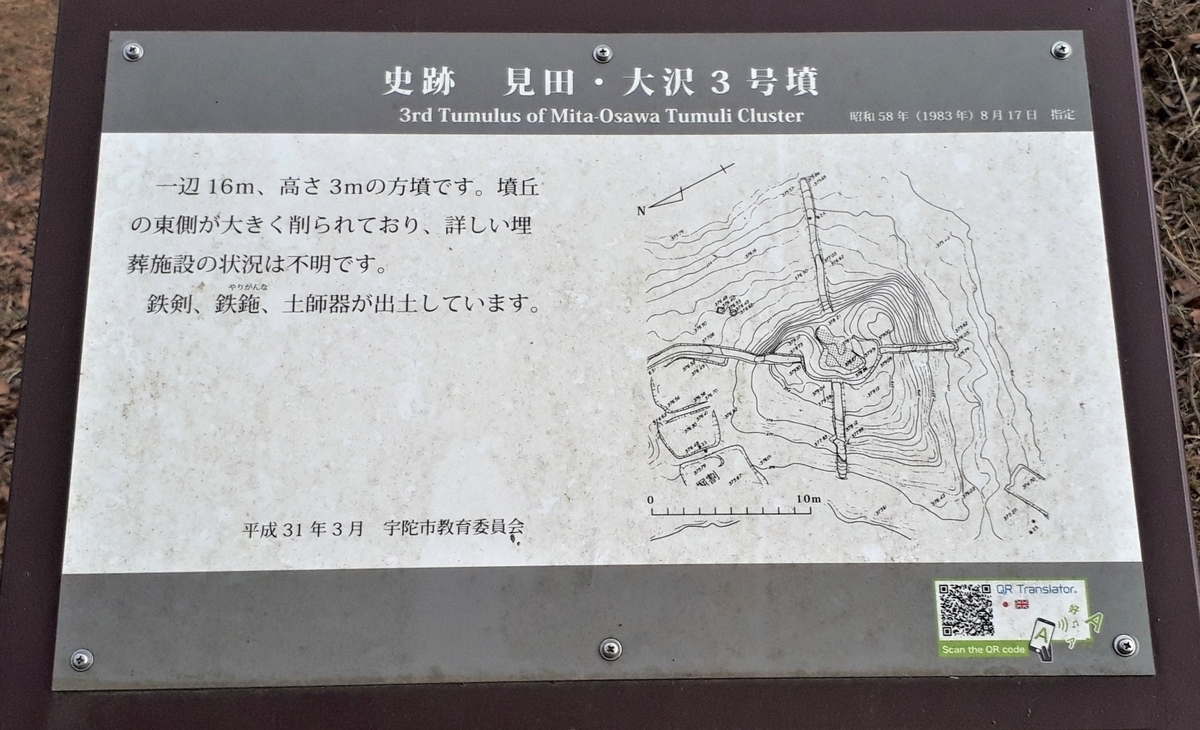 史跡　見田・大沢3号墳
3rd Tumulus of Mita-Osawa Tumuli Cluster
昭和58年（1983年）8月17日　指定
一辺16m、高さ3mの方墳です。墳丘
の東側が大きく削られており、詳しい埋
葬施設の状況は不明です。
やりがんな
鉄剣、鉄鉇、土師器が出土しています。
平成31年3月　宇陀市教育委員会
N
0 10m
QR Translator.
Scan the QR code
A